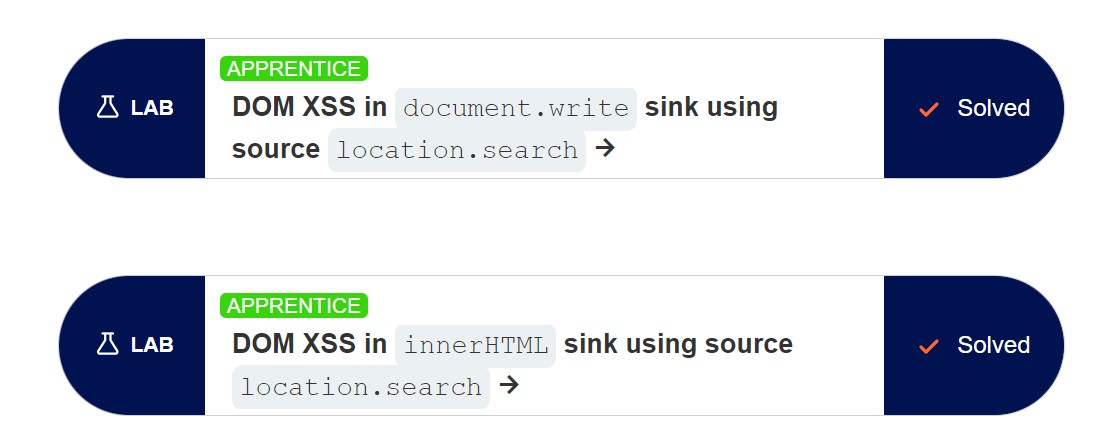 LAB
APPRENTICE
DOM XSS in document.write sink using
source location.search →
Solved
LAB
APPRENTICE
DOM XSS in innerHTML sink using source
location.search →
Solved